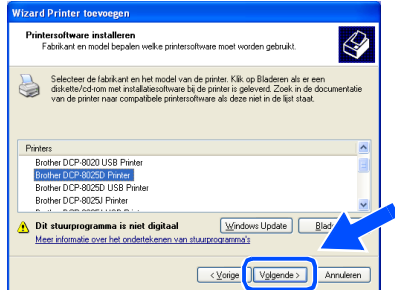 Wizard Printer toevoegen
Printersoftware installeren
Fabrikant en model bepalen welke printersoftware moet worden gebruikt.
Selecteer de fabrikant en het model van de printer. Klik op Bladeren als er een
diskette/cd-rom met installatiesoftware bij de printer is geleverd. Zoek in de documentatie
van de printer naar compatibele printersoftware als deze niet in de lijst staat.
Printers
Brother DCP-8020 USB Printer
Brother DCP-8025D Printer
Brother DCP-8025D USB Printer
Brother DCP-8025J Printer
Dit stuurprogramma is niet digitaal
Windows Update
Meer informatie over het ondertekenen van stuurprogramma's
< Vorige
Volgende >
Annuleren